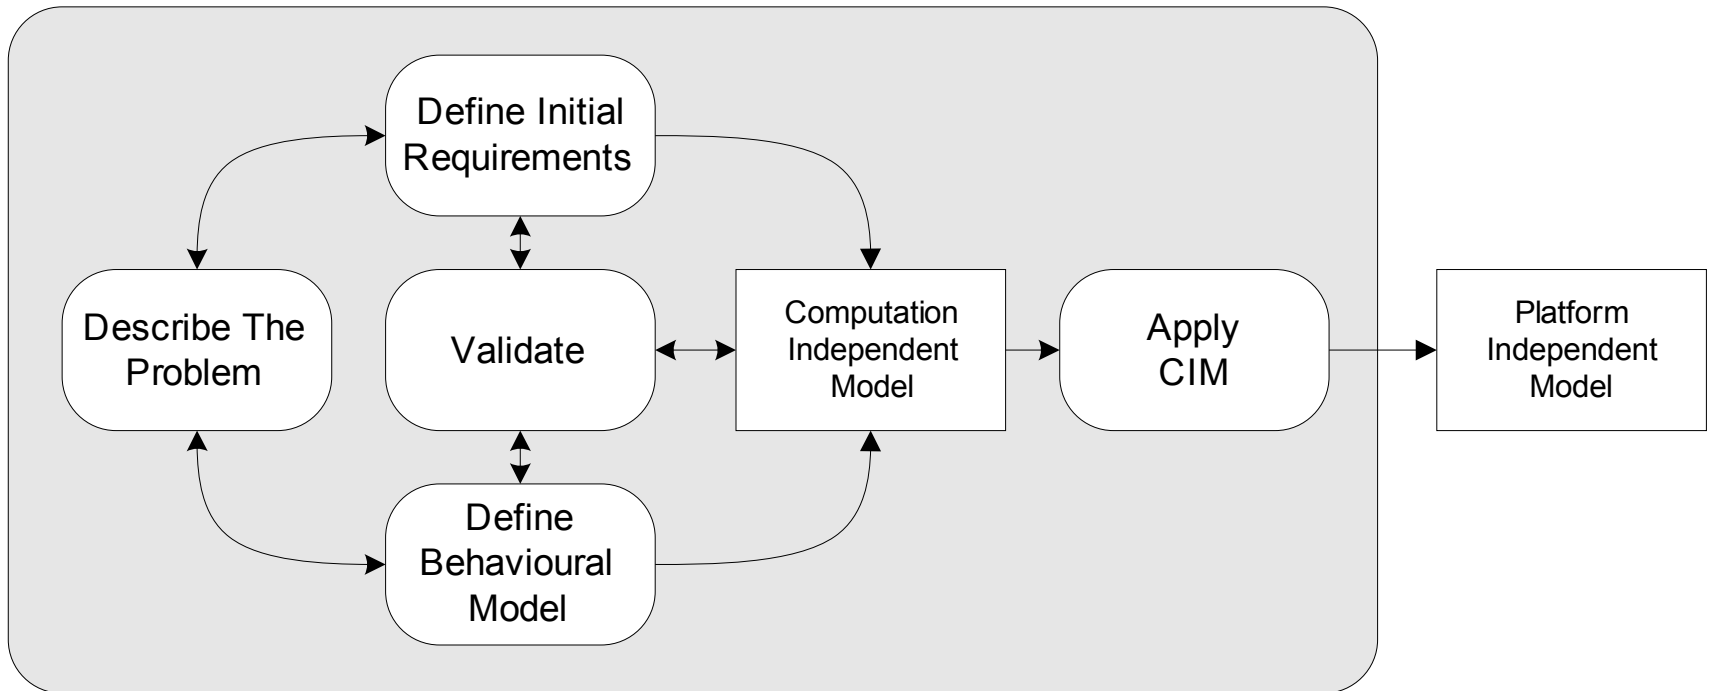 Define Initial
Requirements
Describe The
Problem
Validate
Computation
Independent
Model
Apply
CIM
Platform
Independent
Model
Define
Behavioural
Model